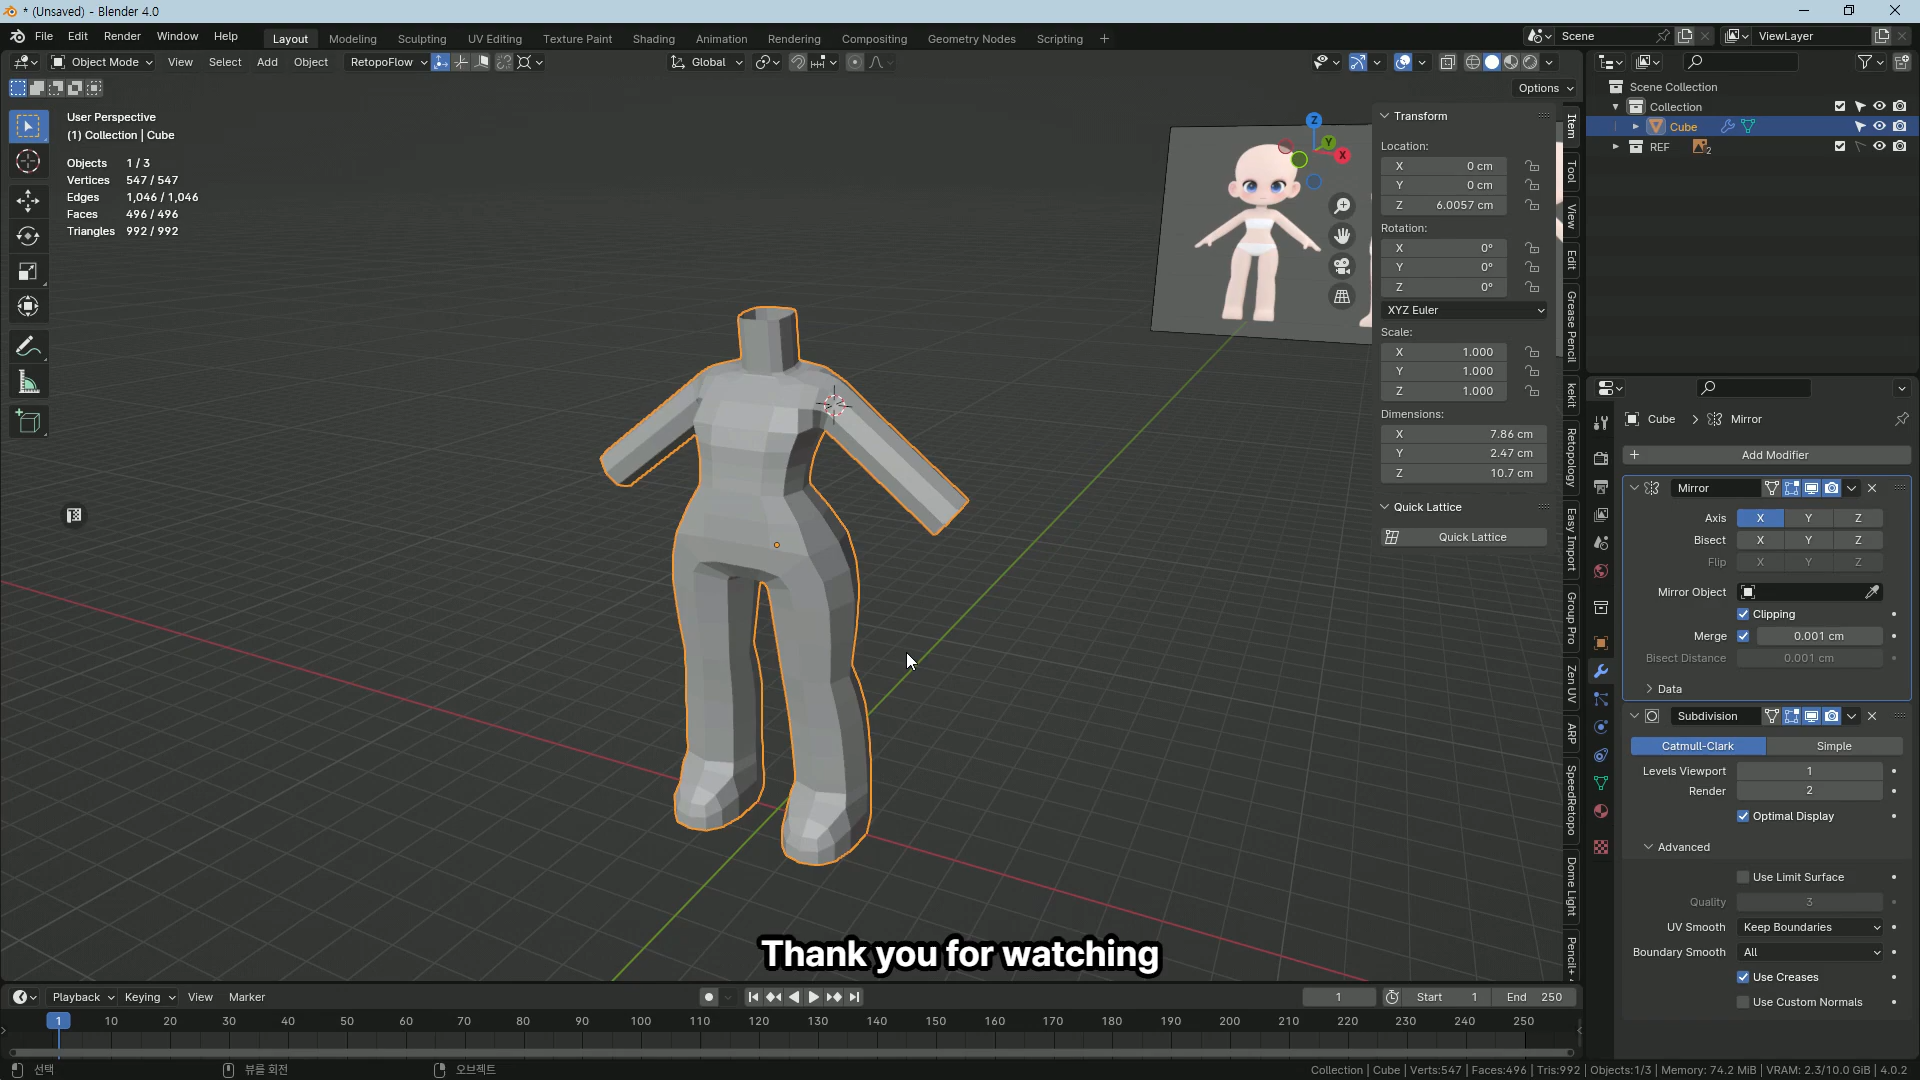 * (Unsaved) - Blender 4.0
File Edit Render Window Help
Layout Modeling Sculpting UV Editing Texture Paint Shading Animation Rendering Compositing Geometry Nodes Scripting +
Scene
ViewLayer
Object Mode View Select Add Object RetopoFlow
Global
Options
User Perspective
(1) Collection | Cube
Objects 1 / 3
Vertices 547 / 547
Edges 1,046 / 1,046
Faces 496 / 496
Triangles 992 / 992
Z
Y
X
Transform
Location:
X 0 cm
Y 0 cm
Z 6.0057 cm
Rotation:
X 0°
Y 0°
Z 0°
XYZ Euler
Scale:
X 1.000
Y 1.000
Z 1.000
Dimensions:
X 7.86 cm
Y 2.47 cm
Z 10.7 cm
Quick Lattice
Quick Lattice
Item
Tool
View
Edit
Grease Pencil
kekit
Retopology
Easy Import
Group Pro
Zen UV
ARP
SpeedRetopo
Dome Light
Pencil+
Scene Collection
Collection
Cube
REF
2
Cube > Mirror
+ Add Modifier
Mirror
Axis X Y Z
Bisect X Y Z
Flip X Y Z
Mirror Object
Clipping
Merge 0.001 cm
Bisect Distance 0.001 cm
Data
Subdivision
Catmull-Clark Simple
Levels Viewport 1
Render 2
Optimal Display
Advanced
Use Limit Surface
Quality 3
UV Smooth Keep Boundaries
Boundary Smooth All
Use Creases
Use Custom Normals
Thank you for watching
Playback Keying View Marker
1
Start 1
End 250
1 10 20 30 40 50 60 70 80 90 100 110 120 130 140 150 160 170 180 190 200 210 220 230 240 250
선택
뷰를 회전
오브젝트
Collection | Cube | Verts:547 | Faces:496 | Tris:992 | Objects:1/3 | Memory: 74.2 MiB | VRAM: 2.3/10.0 GiB | 4.0.2